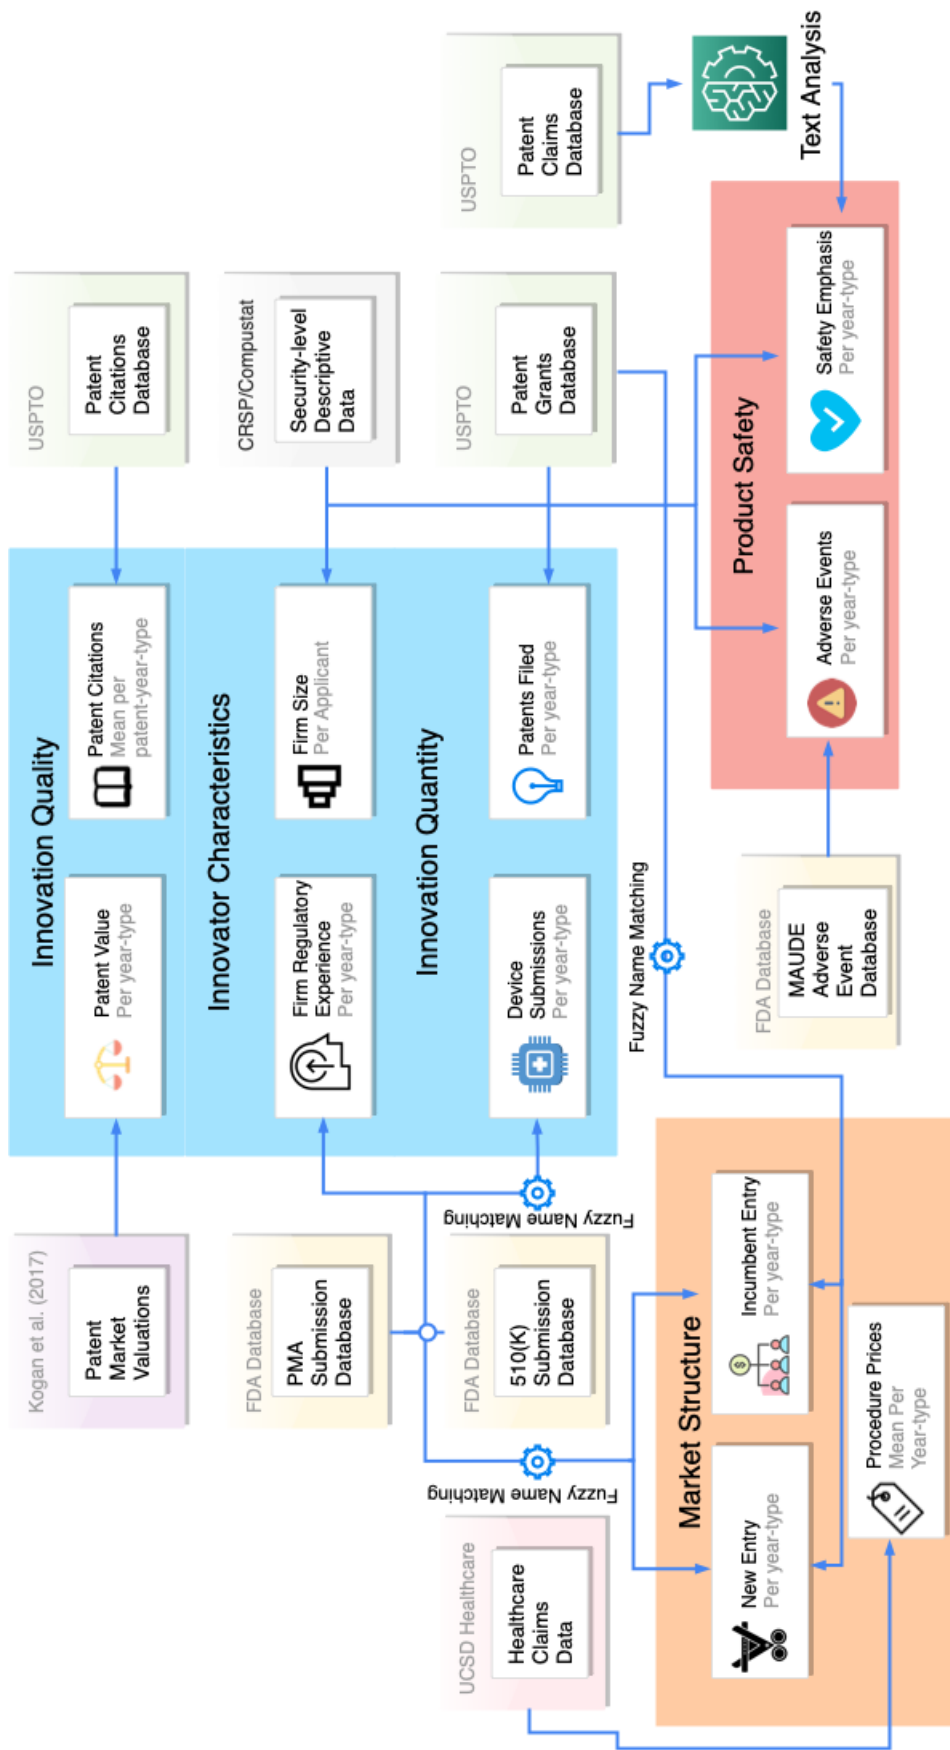 Kogan et al. (2017)
Patent
Market
Valuations
Innovation Quality
Patent Value
Per year-type
Patent Citations
Mean per
patent-year-type
USPTO
Patent
Citations
Database
FDA Database
PMA
Submission
Database
Innovator Characteristics
Firm Regulatory
Experience
Per year-type
Firm Size
Per Applicant
CRSP/Compustat
Security-level
Descriptive
Data
FDA Database
510(K)
Submission
Database
Fuzzy Name Matching
Innovation Quantity
Device
Submissions
Per year-type
Patents Filed
Per year-type
USPTO
Patent
Grants
Database
USPTO
Patent
Claims
Database
UCSD Healthcare
Healthcare
Claims
Data
Fuzzy Name Matching
Fuzzy Name Matching
Market Structure
New Entry
Per year-type
Incumbent Entry
Per year-type
Procedure Prices
Mean Per
Year-type
FDA Database
MAUDE
Adverse
Event
Database
Product Safety
Adverse Events
Per year-type
Safety Emphasis
Per year-type
Text Analysis